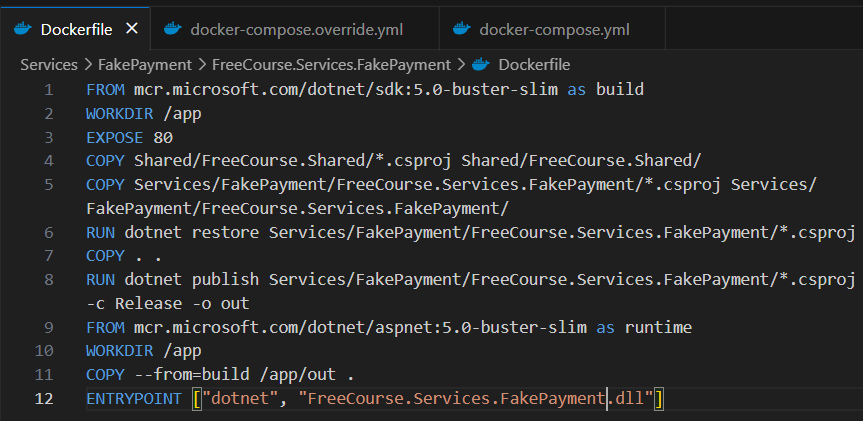 Dockerfile × docker-compose.override.yml docker-compose.yml
Services > FakePayment > FreeCourse.Services.FakePayment > Dockerfile
1 FROM mcr.microsoft.com/dotnet/sdk:5.0-buster-slim as build
2 WORKDIR /app
3 EXPOSE 80
4 COPY Shared/FreeCourse.Shared/*.csproj Shared/FreeCourse.Shared/
5 COPY Services/FakePayment/FreeCourse.Services.FakePayment/*.csproj Services/
FakePayment/FreeCourse.Services.FakePayment/
6 RUN dotnet restore Services/FakePayment/FreeCourse.Services.FakePayment/*.csproj
7 COPY . .
8 RUN dotnet publish Services/FakePayment/FreeCourse.Services.FakePayment/*.csproj
-c Release -o out
9 FROM mcr.microsoft.com/dotnet/aspnet:5.0-buster-slim as runtime
10 WORKDIR /app
11 COPY --from=build /app/out .
12 ENTRYPOINT ["dotnet", "FreeCourse.Services.FakePayment.dll"]